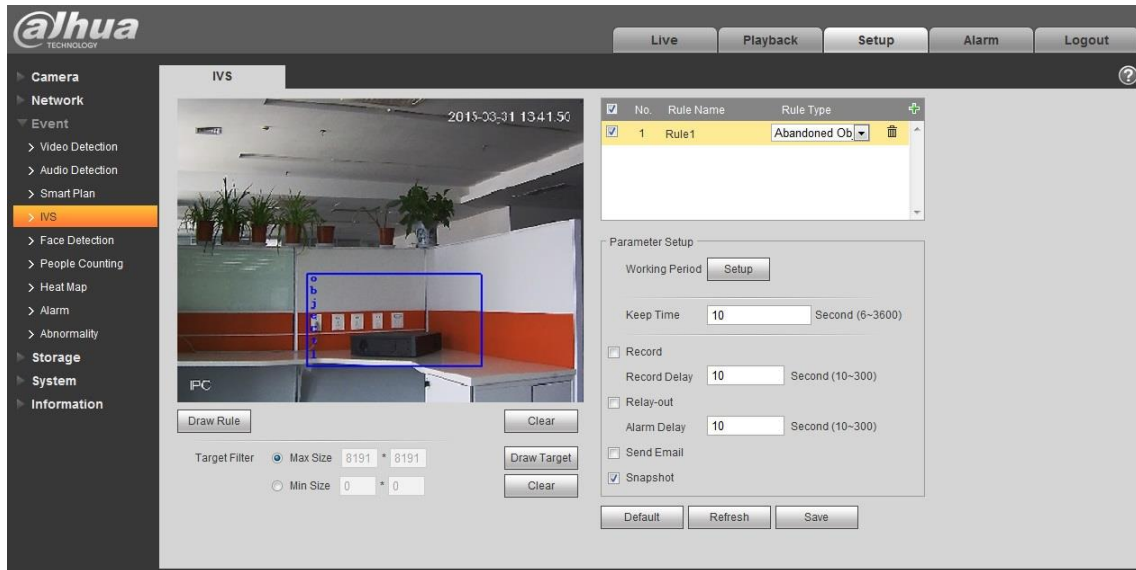 alhua
TECHNOLOGY
Live
Playback
Setup
Alarm
Logout
Camera
Network
Event
Video Detection
Audio Detection
Smart Plan
IVS
Face Detection
People Counting
Heat Map
Alarm
Abnormality
Storage
System
Information
IVS
2015-03-31 13:41:50
object1
IPC
Draw Rule
Clear
Target Filter
Max Size 8191 * 8191
Draw Target
Min Size 0 * 0
Clear
No. Rule Name Rule Type
1 Rule1 Abandoned Obj
Parameter Setup
Working Period Setup
Keep Time 10 Second (6~3600)
Record
Record Delay 10 Second (10~300)
Relay-out
Alarm Delay 10 Second (10~300)
Send Email
Snapshot
Default Refresh Save